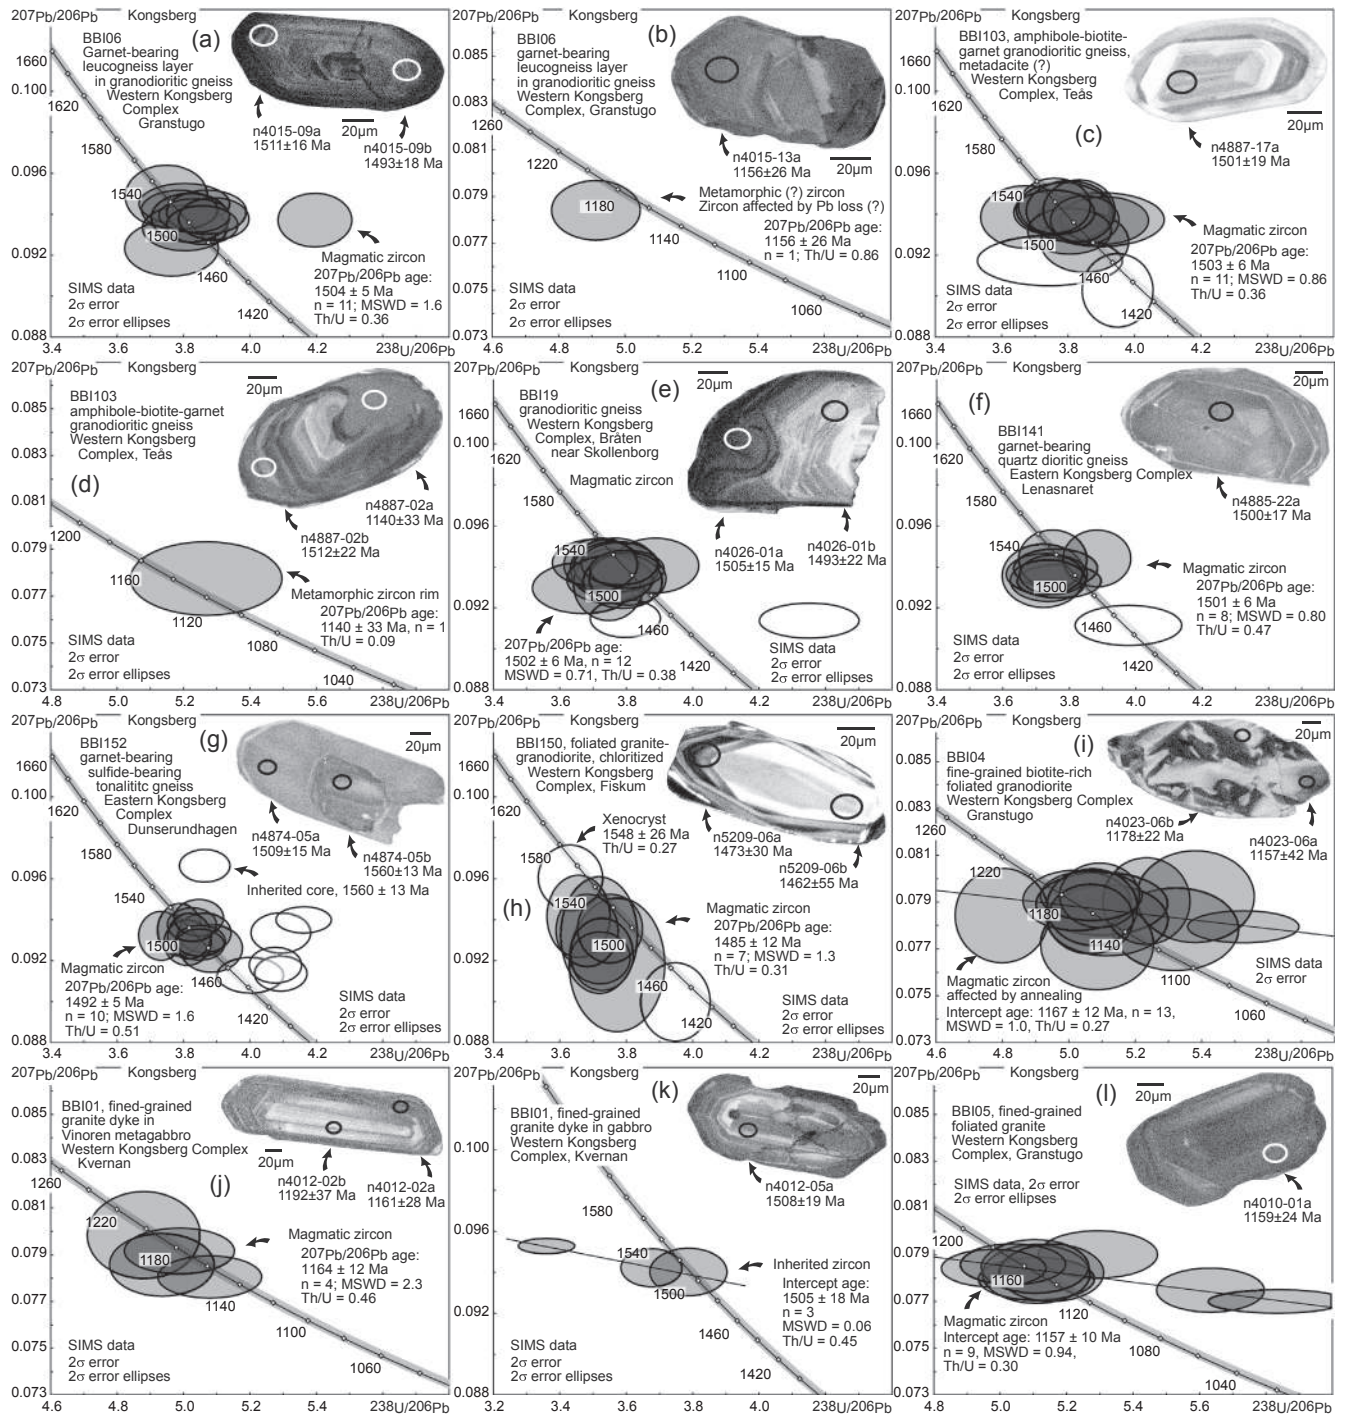 207Pb/206Pb Kongsberg
(a)
BBI06
Garnet-bearing
leucogneiss layer
in granodioritic gneiss
Western Kongsberg
Complex
Granstugo
1660
0.100
1620
1580
0.096
1540
1500
0.092
1460
1420
0.088
n4015-09a
1511±16 Ma
20µm
n4015-09b
1493±18 Ma
Magmatic zircon
207Pb/206Pb age:
1504 ± 5 Ma
n = 11; MSWD = 1.6
Th/U = 0.36
SIMS data
2σ error
2σ error ellipses
3.4 3.6 3.8 4.0 4.2 238U/206Pb
207Pb/206Pb Kongsberg
(b)
0.085
BBI06
garnet-bearing
leucogneiss layer
in granodioritic gneiss
Western Kongsberg
Complex, Granstugo
0.083
1260
0.081
1220
0.079
1180
0.077
1140
0.075
1100
1060
0.073
n4015-13a
1156±26 Ma
20µm
Metamorphic (?) zircon
Zircon affected by Pb loss (?)
207Pb/206Pb age:
1156 ± 26 Ma
n = 1; Th/U = 0.86
SIMS data
2σ error
2σ error ellipses
4.6 5.0 5.2 5.4 238U/206Pb
207Pb/206Pb Kongsberg
BBI103, amphibole-biotite-
garnet granodioritic gneiss,
metadacite (?)
Western Kongsberg
Complex, Teås
(c)
1660
0.100
1620
1580
0.096
1540
1500
0.092
1460
1420
0.088
20µm
n4887-17a
1501±19 Ma
Magmatic zircon
207Pb/206Pb age:
1503 ± 6 Ma
n = 11; MSWD = 0.86
Th/U = 0.36
SIMS data
2σ error
2σ error ellipses
3.4 3.6 3.8 4.0 4.2 238U/206Pb
207Pb/206Pb Kongsberg
0.085
BBI103
amphibole-biotite-garnet
granodioritic gneiss
Western Kongsberg
Complex, Teås
20µm
0.083
(d)
0.081
1200
0.079
1160
0.077
1120
0.075
1080
1040
0.073
n4887-02a
1140±33 Ma
n4887-02b
1512±22 Ma
Metamorphic zircon rim
207Pb/206Pb age:
1140 ± 33 Ma, n = 1
Th/U = 0.09
SIMS data
2σ error
2σ error ellipses
4.8 5.0 5.2 5.4 5.6 238U/206Pb
207Pb/206Pb Kongsberg
(e)
20µm
BBI19
granodioritic gneiss
Western Kongsberg
Complex, Bråten
near Skollenborg
Magmatic zircon
1660
0.100
1620
1580
0.096
1540
1500
0.092
1460
1420
0.088
n4026-01a
1505±15 Ma
n4026-01b
1493±22 Ma
207Pb/206Pb age:
1502 ± 6 Ma, n = 12
MSWD = 0.71, Th/U = 0.38
SIMS data
2σ error
2σ error ellipses
3.4 3.6 3.8 4.0 4.2 238U/206Pb
207Pb/206Pb Kongsberg
(f)
20µm
BBI141
garnet-bearing
quartz dioritic gneiss
Eastern Kongsberg Complex
Lenasnaret
1660
0.100
1620
1580
0.096
1540
1500
0.092
1460
1420
0.088
n4885-22a
1500±17 Ma
Magmatic zircon
207Pb/206Pb age:
1501 ± 6 Ma
n = 8; MSWD = 0.80
Th/U = 0.47
SIMS data
2σ error
2σ error ellipses
3.4 3.6 3.8 4.0 4.2 238U/206Pb
207Pb/206Pb Kongsberg
(g)
20µm
BBI152
garnet-bearing
sulfide-bearing
tonalititc gneiss
Eastern Kongsberg
Complex
Dunserundhagen
1660
0.100
1620
1580
0.096
1540
1500
0.092
1460
1420
0.088
n4874-05a
1509±15 Ma
n4874-05b
1560±13 Ma
Inherited core, 1560 ± 13 Ma
Magmatic zircon
207Pb/206Pb age:
1492 ± 5 Ma
n = 10; MSWD = 1.6
Th/U = 0.51
SIMS data
2σ error
2σ error ellipses
3.4 3.6 3.8 4.0 4.2 238U/206Pb
207Pb/206Pb Kongsberg
20µm
BBI150, foliated granite-
granodiorite, chloritized
Western Kongsberg
Complex, Fiskum
1660
0.100
1620
Xenocryst
1548 ± 26 Ma
Th/U = 0.27
1580
0.096
1540
(h)
1500
0.092
1460
1420
0.088
n5209-06a
1473±30 Ma
n5209-06b
1462±55 Ma
Magmatic zircon
207Pb/206Pb age:
1485 ± 12 Ma
n = 7; MSWD = 1.3
Th/U = 0.31
SIMS data
2σ error
2σ error ellipses
3.4 3.6 3.8 4.0 4.2 238U/206Pb
207Pb/206Pb Kongsberg
(i)
20µm
0.085
BBI04
fine-grained biotite-rich
foliated granodiorite
Western Kongsberg Complex
Granstugo
0.083
1260
0.081
1220
0.079
1180
0.077
1140
1100
0.075
1060
0.073
n4023-06b
1178±22 Ma
n4023-06a
1157±42 Ma
Magmatic zircon
affected by annealing
Intercept age: 1167 ± 12 Ma, n = 13,
MSWD = 1.0, Th/U = 0.27
SIMS data
2σ error
4.6 5.0 5.2 5.4 238U/206Pb
207Pb/206Pb Kongsberg
0.085
BBI01, fined-grained
granite dyke in
Vinoren metagabbro
Western Kongsberg Complex
Kvernan
0.083
20µm
(j)
1260
0.081
1220
0.079
1180
0.077
1140
1100
0.075
1060
0.073
n4012-02b
1192±37 Ma
n4012-02a
1161±28 Ma
Magmatic zircon
207Pb/206Pb age:
1164 ± 12 Ma
n = 4; MSWD = 2.3
Th/U = 0.46
SIMS data
2σ error
2σ error ellipses
4.6 4.8 5.0 5.2 5.4 238U/206Pb
207Pb/206Pb Kongsberg
(k)
20µm
BBI01, fined-grained
granite dyke in gabbro
Western Kongsberg
Complex, Kvernan
0.100
1580
0.096
1540
1500
0.092
1460
1420
0.088
n4012-05a
1508±19 Ma
Inherited zircon
Intercept age:
1505 ± 18 Ma
n = 3
MSWD = 0.06
Th/U = 0.45
SIMS data
2σ error
2σ error ellipses
3.4 3.6 3.8 4.0 238U/206Pb
207Pb/206Pb Kongsberg
20µm
(l)
0.085
BBI05, fined-grained
foliated granite
Western Kongsberg
Complex, Granstugo
0.083
SIMS data, 2σ error
2σ error ellipses
0.081
1200
0.079
1160
0.077
1120
0.075
1080
1040
0.073
n4010-01a
1159±24 Ma
Magmatic zircon
Intercept age: 1157 ± 10 Ma
n = 9, MSWD = 0.94,
Th/U = 0.30
4.8 5.0 5.2 5.4 5.6 238U/206Pb